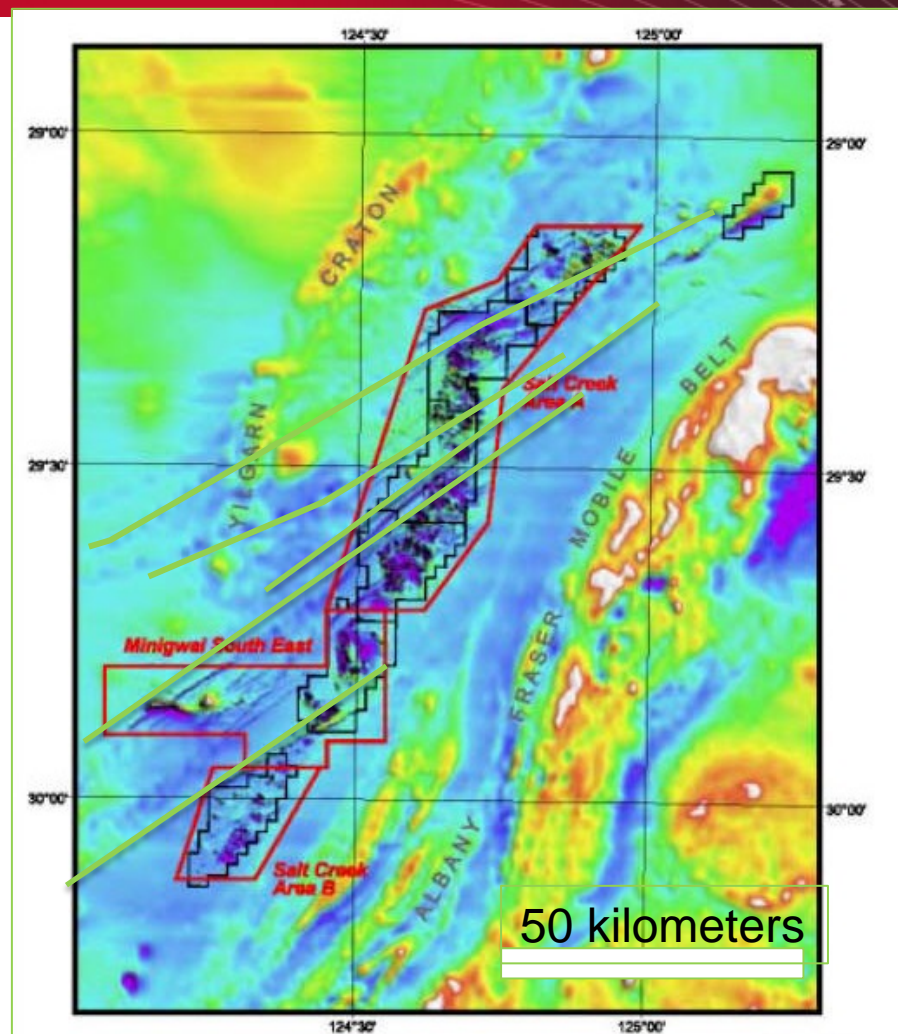 124°30' 125°00'
29°00' 29°00'
CRATON
YILGARN
Salt Creek
Area A
BELT
29°30' 29°30'
MOBILE
Minigwai South East
FRASER
30°00' 30°00'
ALBANY
Salt Creek
Area B
50 kilometers
124°30' 125°00'